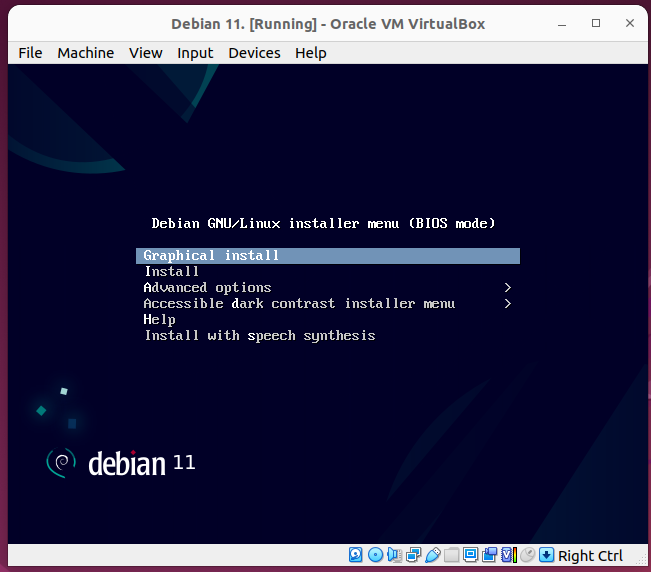 Debian 11. [Running] - Oracle VM VirtualBox
File Machine View Input Devices Help
Debian GNU/Linux installer menu (BIOS mode)
Graphical install
Install
Advanced options >
Accessible dark contrast installer menu >
Help
Install with speech synthesis
debian 11
Right Ctrl